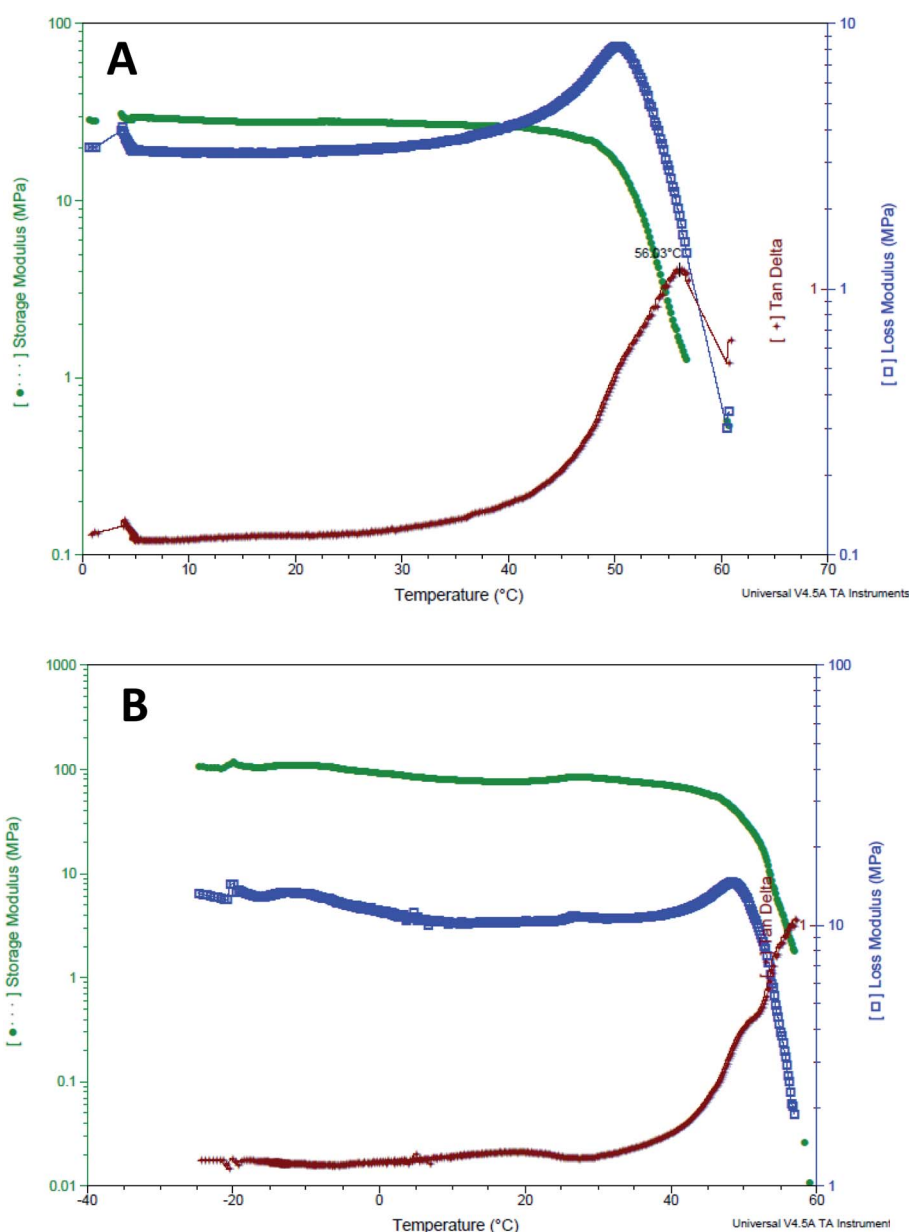 A
100
10
1
0.1
[ ●· · · ] Storage Modulus (MPa)
56.03°C
1
[ + ] Tan Delta
10
1
0.1
[ □ ] Loss Modulus (MPa)
0 10 20 30 40 50 60 70
Temperature (°C)
Universal V4.5A TA Instruments
B
1000
100
10
1
0.1
0.01
[ ●· · · ] Storage Modulus (MPa)
1
Tan Delta
100
10
1
[ □ ] Loss Modulus (MPa)
-40 -20 0 20 40 60
Temperature (°C)
Universal V4.5A TA Instrument